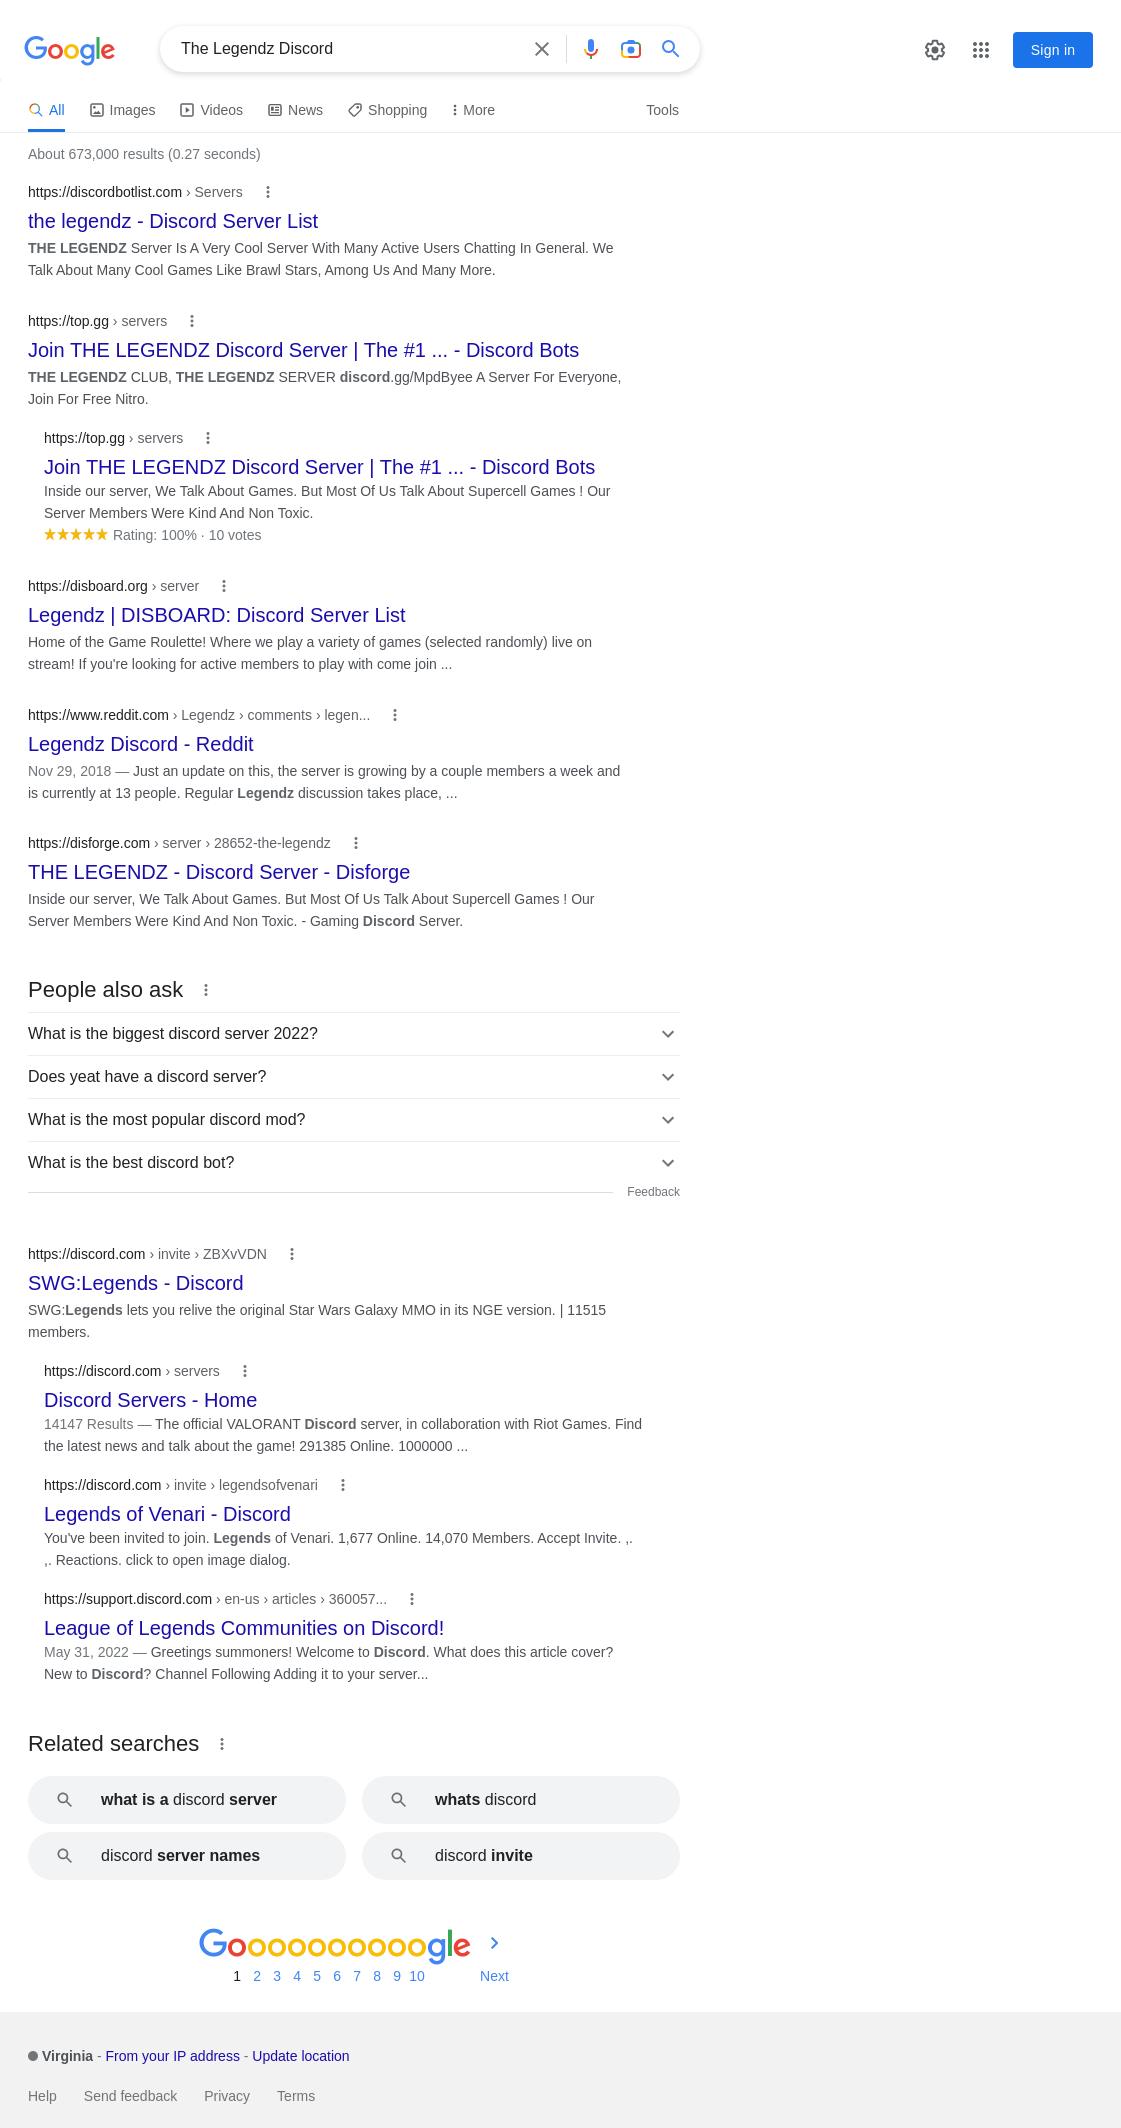 Google
The Legendz Discord
Sign in
All Images Videos News Shopping More Tools
About 673,000 results (0.27 seconds)
https://discordbotlist.com › Servers
the legendz - Discord Server List
THE LEGENDZ Server Is A Very Cool Server With Many Active Users Chatting In General. We
Talk About Many Cool Games Like Brawl Stars, Among Us And Many More.
https://top.gg › servers
Join THE LEGENDZ Discord Server | The #1 ... - Discord Bots
THE LEGENDZ CLUB, THE LEGENDZ SERVER discord.gg/MpdByee A Server For Everyone,
Join For Free Nitro.
https://top.gg › servers
Join THE LEGENDZ Discord Server | The #1 ... - Discord Bots
Inside our server, We Talk About Games. But Most Of Us Talk About Supercell Games ! Our
Server Members Were Kind And Non Toxic.
Rating: 100% · 10 votes
https://disboard.org › server
Legendz | DISBOARD: Discord Server List
Home of the Game Roulette! Where we play a variety of games (selected randomly) live on
stream! If you're looking for active members to play with come join ...
https://www.reddit.com › Legendz › comments › legen...
Legendz Discord - Reddit
Nov 29, 2018 — Just an update on this, the server is growing by a couple members a week and
is currently at 13 people. Regular Legendz discussion takes place, ...
https://disforge.com › server › 28652-the-legendz
THE LEGENDZ - Discord Server - Disforge
Inside our server, We Talk About Games. But Most Of Us Talk About Supercell Games ! Our
Server Members Were Kind And Non Toxic. - Gaming Discord Server.
People also ask
What is the biggest discord server 2022?
Does yeat have a discord server?
What is the most popular discord mod?
What is the best discord bot?
Feedback
https://discord.com › invite › ZBXvVDN
SWG:Legends - Discord
SWG:Legends lets you relive the original Star Wars Galaxy MMO in its NGE version. | 11515
members.
https://discord.com › servers
Discord Servers - Home
14147 Results — The official VALORANT Discord server, in collaboration with Riot Games. Find
the latest news and talk about the game! 291385 Online. 1000000 ...
https://discord.com › invite › legendsofvenari
Legends of Venari - Discord
You've been invited to join. Legends of Venari. 1,677 Online. 14,070 Members. Accept Invite. ,.
,. Reactions. click to open image dialog.
https://support.discord.com › en-us › articles › 360057...
League of Legends Communities on Discord!
May 31, 2022 — Greetings summoners! Welcome to Discord. What does this article cover?
New to Discord? Channel Following Adding it to your server...
Related searches
what is a discord server
whats discord
discord server names
discord invite
Goooooooooogle
1 2 3 4 5 6 7 8 9 10 Next
Virginia - From your IP address - Update location
Help Send feedback Privacy Terms